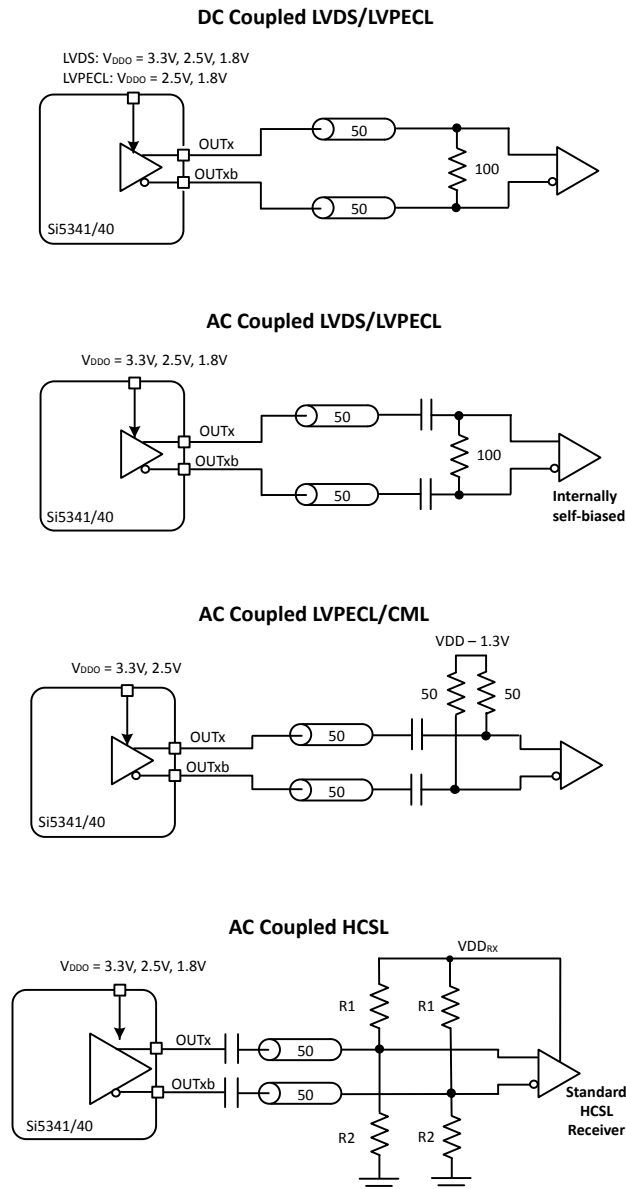 DC Coupled LVDS/LVPECL
LVDS: VDDO = 3.3V, 2.5V, 1.8V
LVPECL: VDDO = 2.5V, 1.8V
OUTx
50
100
OUTxb
50
Si5341/40
AC Coupled LVDS/LVPECL
VDDO = 3.3V, 2.5V, 1.8V
OUTx
50
100
OUTxb
50
Internally
self-biased
Si5341/40
AC Coupled LVPECL/CML
VDD – 1.3V
VDDO = 3.3V, 2.5V
50
50
OUTx
50
OUTxb
50
Si5341/40
AC Coupled HCSL
VDDRX
VDDO = 3.3V, 2.5V, 1.8V
R1
R1
OUTx
50
OUTxb
50
Standard
HCSL
Receiver
R2
R2
Si5341/40